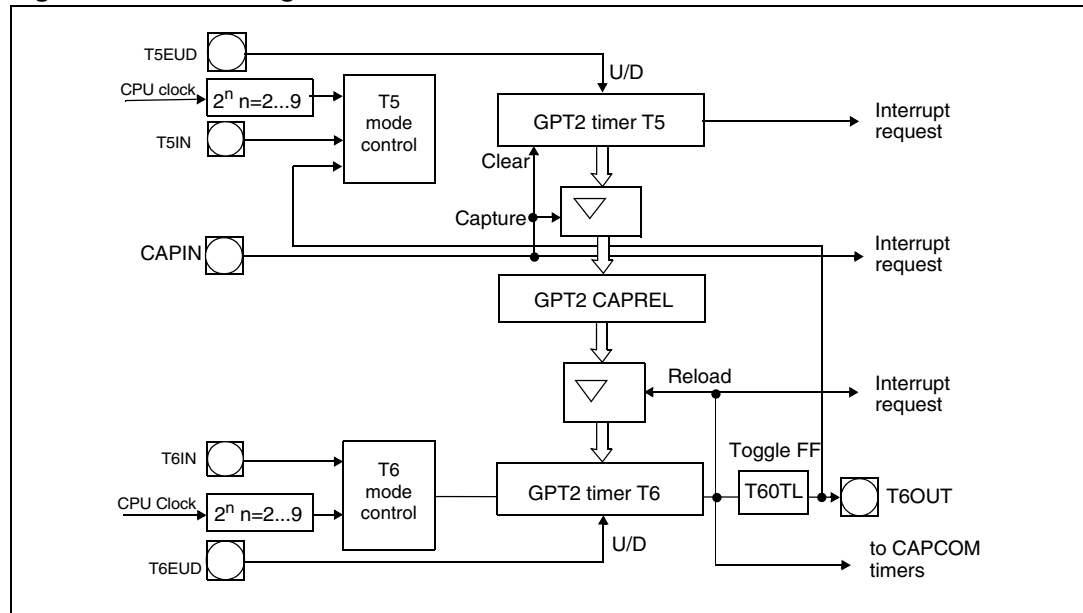 T5EUD
U/D
CPU clock
2ⁿ n=2...9
T5
mode
control
GPT2 timer T5
Interrupt
request
T5IN
Clear
Capture
CAPIN
Interrupt
request
GPT2 CAPREL
Reload
Interrupt
request
Toggle FF
T6IN
T6
mode
control
GPT2 timer T6
T60TL
T6OUT
CPU Clock
2ⁿ n=2...9
U/D
to CAPCOM
timers
T6EUD